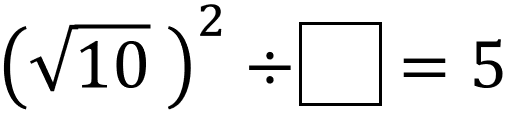 (√10)² ÷ □ = 5